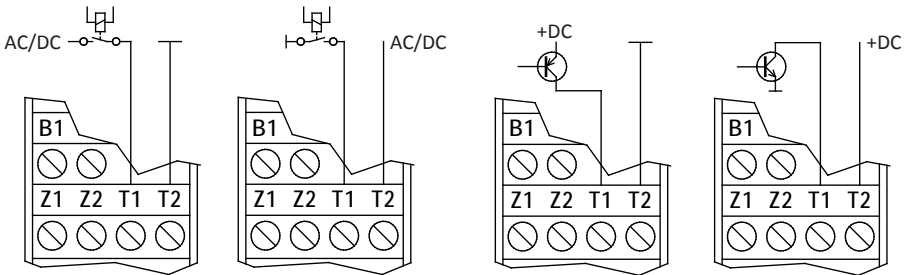 AC/DC
B1
Z1 Z2 T1 T2
AC/DC
B1
Z1 Z2 T1 T2
+DC
B1
Z1 Z2 T1 T2
+DC
B1
Z1 Z2 T1 T2